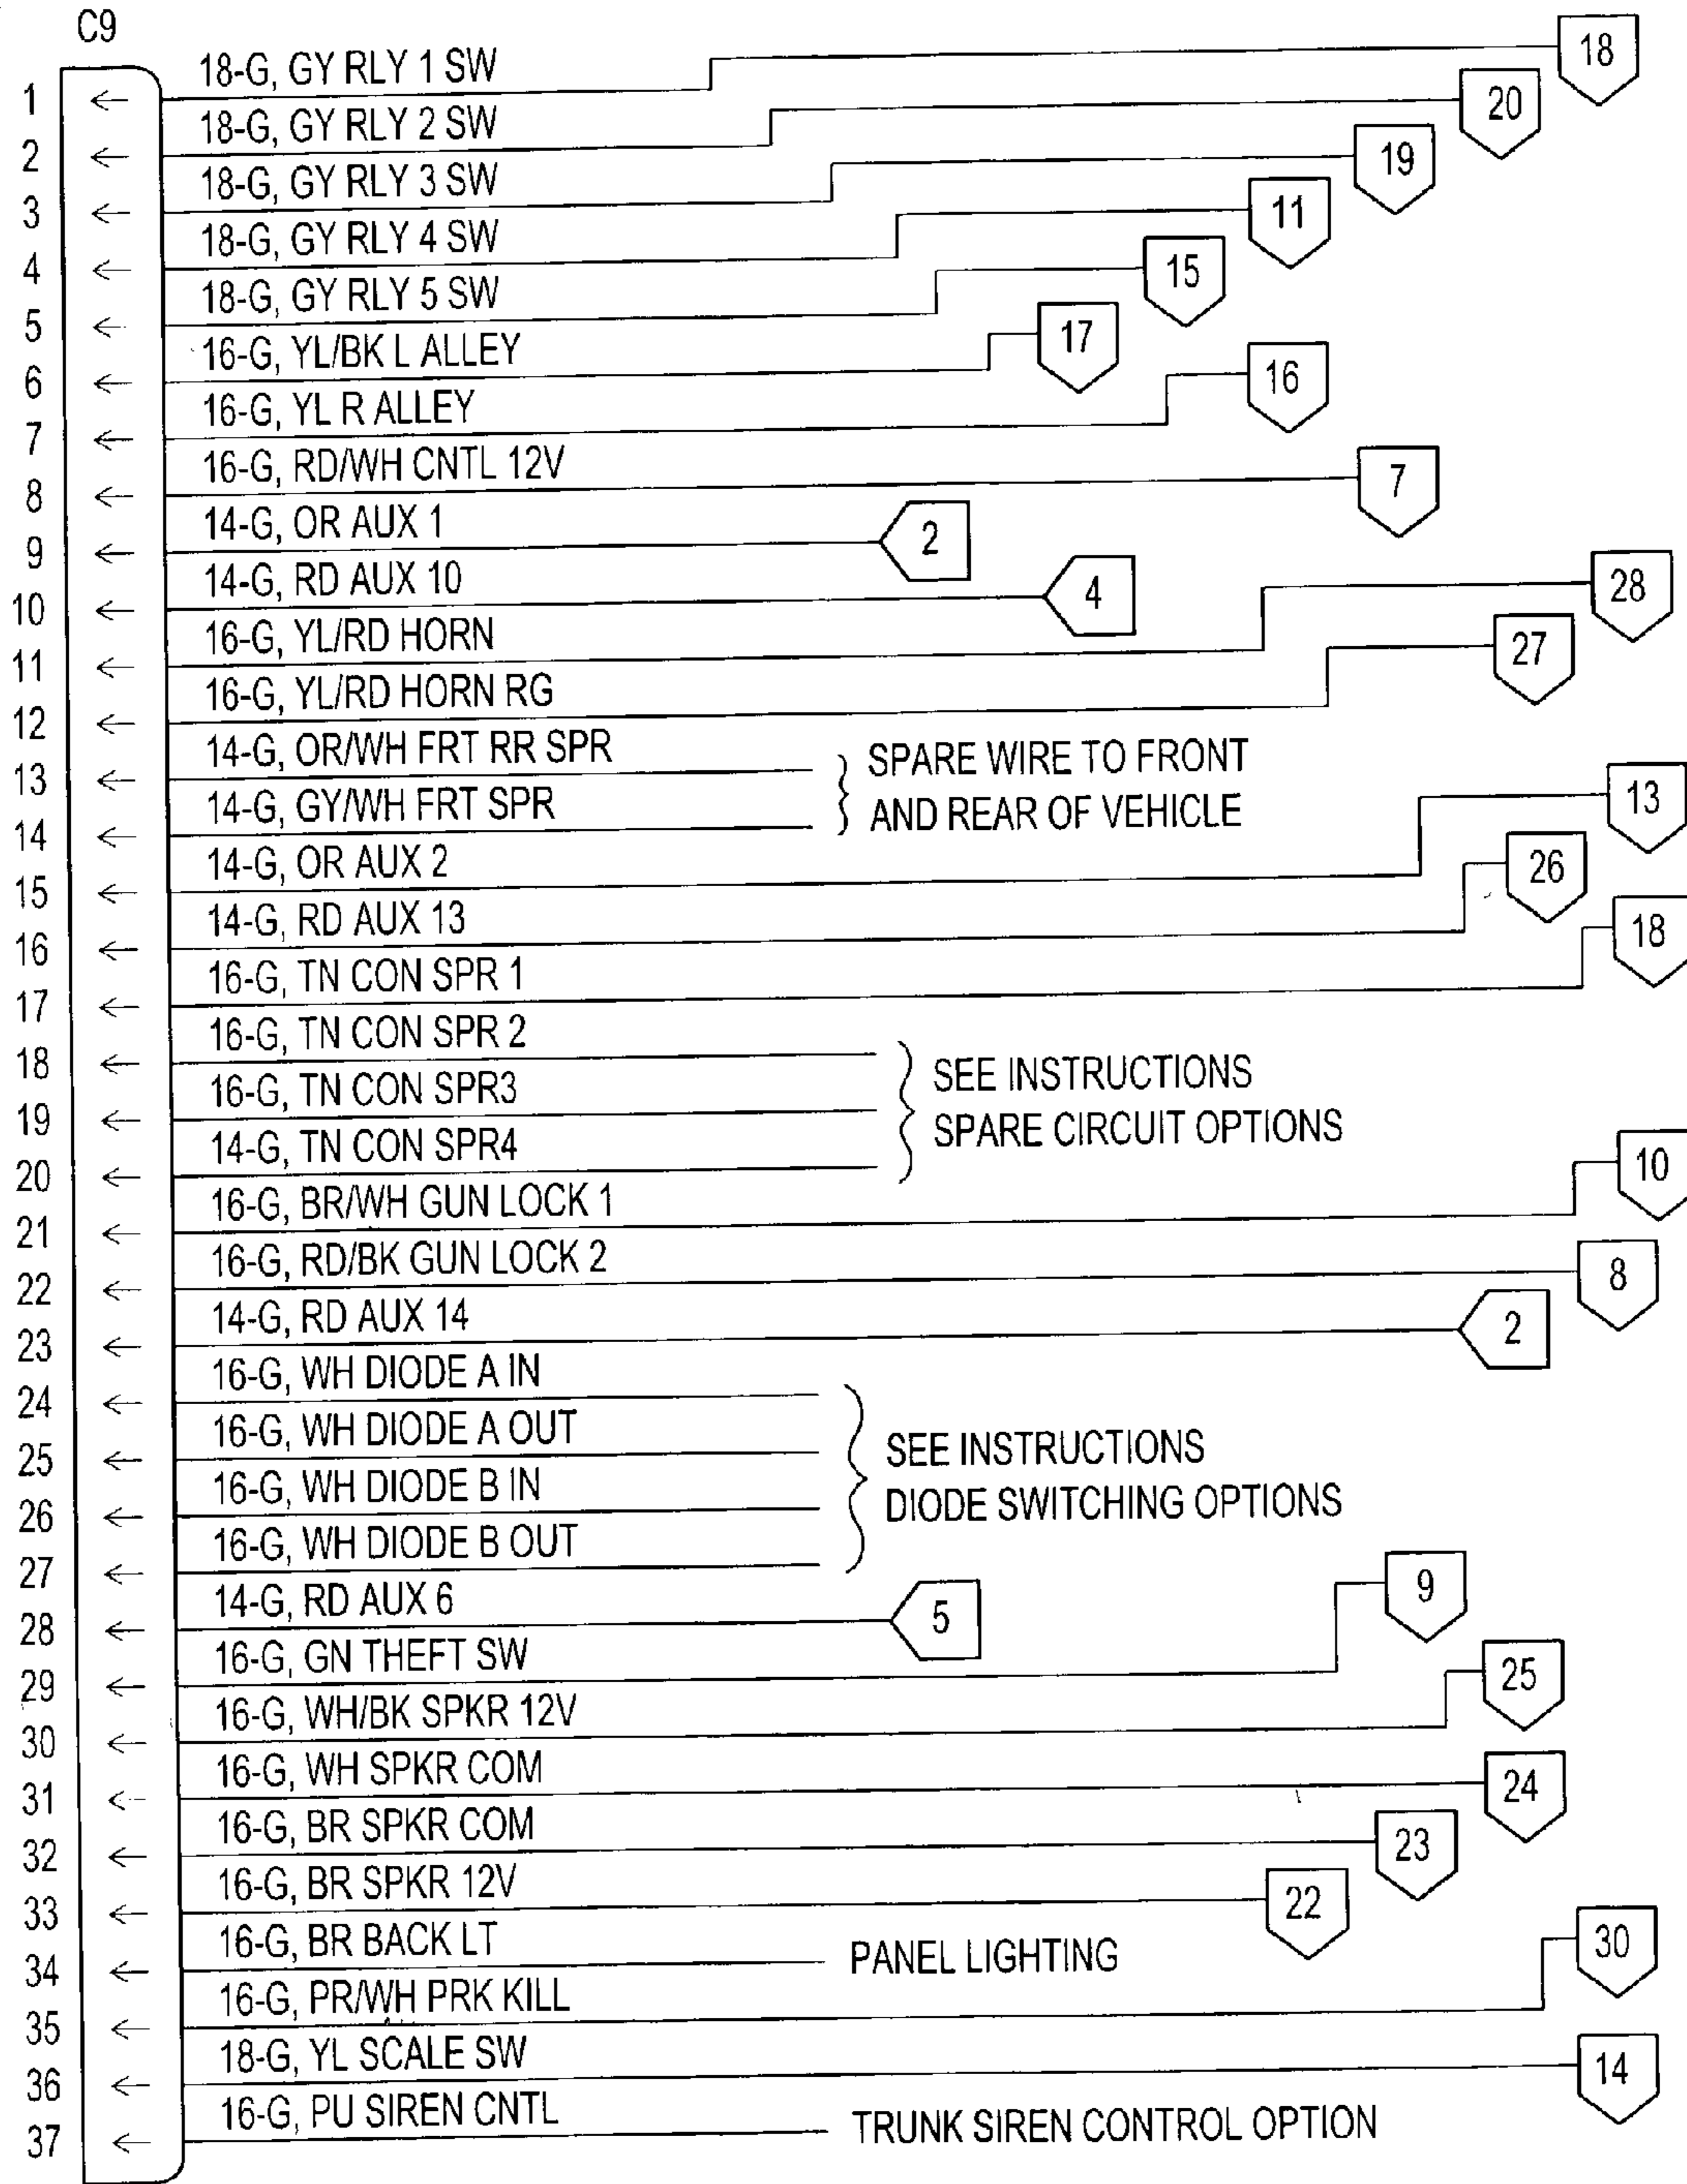 C9
1 ← 18-G, GY RLY 1 SW 18
2 ← 18-G, GY RLY 2 SW 20
3 ← 18-G, GY RLY 3 SW 19
4 ← 18-G, GY RLY 4 SW 11
5 ← 18-G, GY RLY 5 SW 15
6 ← 16-G, YL/BK L ALLEY 17
7 ← 16-G, YL R ALLEY 16
8 ← 16-G, RD/WH CNTL 12V 7
9 ← 14-G, OR AUX 1 2
10 ← 14-G, RD AUX 10 4
11 ← 16-G, YL/RD HORN 28
12 ← 16-G, YL/RD HORN RG 27
13 ← 14-G, OR/WH FRT RR SPR
14 ← 14-G, GY/WH FRT SPR
SPARE WIRE TO FRONT
AND REAR OF VEHICLE
15 ← 14-G, OR AUX 2 13
16 ← 14-G, RD AUX 13 26
17 ← 16-G, TN CON SPR 1 18
18 ← 16-G, TN CON SPR 2
19 ← 16-G, TN CON SPR3
20 ← 14-G, TN CON SPR4
SEE INSTRUCTIONS
SPARE CIRCUIT OPTIONS
21 ← 16-G, BR/WH GUN LOCK 1 10
22 ← 16-G, RD/BK GUN LOCK 2 8
23 ← 14-G, RD AUX 14 2
24 ← 16-G, WH DIODE A IN
25 ← 16-G, WH DIODE A OUT
26 ← 16-G, WH DIODE B IN
27 ← 16-G, WH DIODE B OUT
SEE INSTRUCTIONS
DIODE SWITCHING OPTIONS
28 ← 14-G, RD AUX 6 5
29 ← 16-G, GN THEFT SW 9
30 ← 16-G, WH/BK SPKR 12V 25
31 ← 16-G, WH SPKR COM 24
32 ← 16-G, BR SPKR COM 23
33 ← 16-G, BR SPKR 12V 22
34 ← 16-G, BR BACK LT PANEL LIGHTING
35 ← 16-G, PR/WH PRK KILL 30
36 ← 18-G, YL SCALE SW 14
37 ← 16-G, PU SIREN CNTL TRUNK SIREN CONTROL OPTION